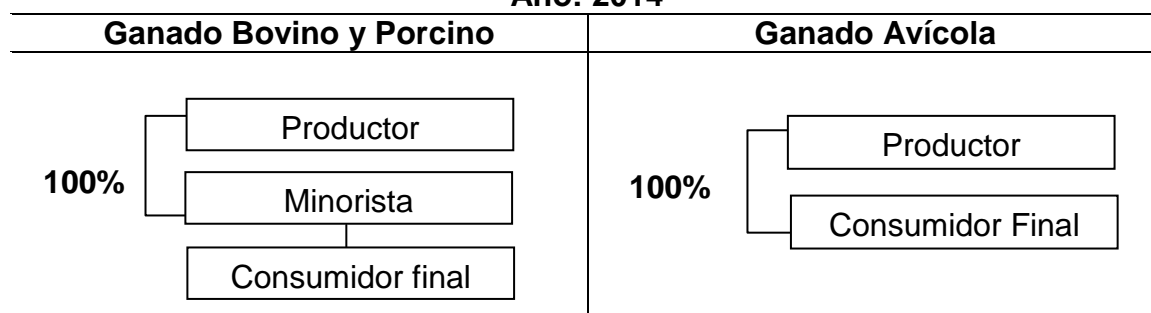 Ganado Bovino y Porcino
Ganado Avícola
Productor
100%
Minorista
Consumidor final
Productor
100%
Consumidor Final